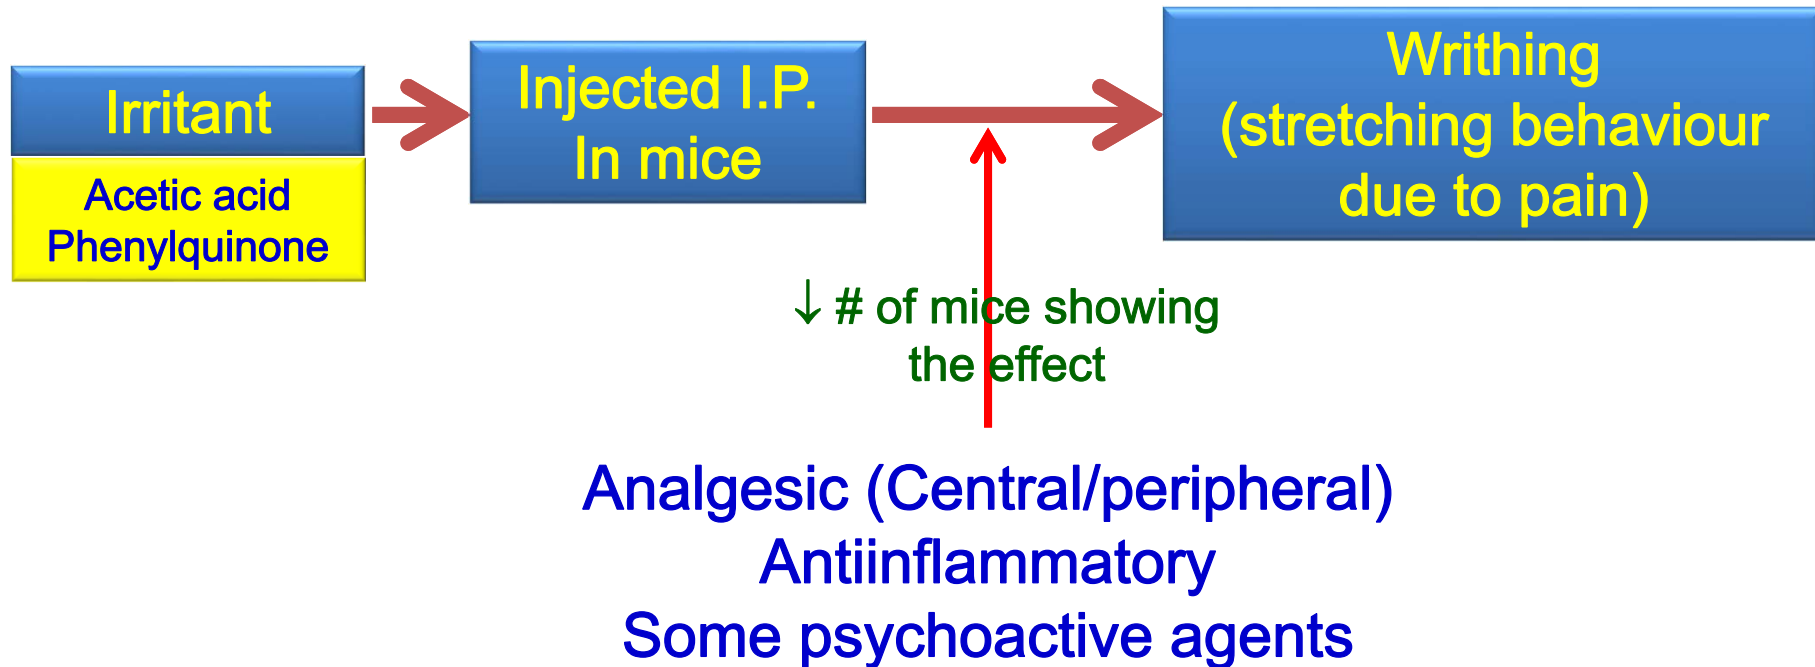 Irritant
Acetic acid
Phenylquinone
Injected I.P.
In mice
Writhing
(stretching behaviour
due to pain)
↓ # of mice showing
the effect
Analgesic (Central/peripheral)
Antiinflammatory
Some psychoactive agents